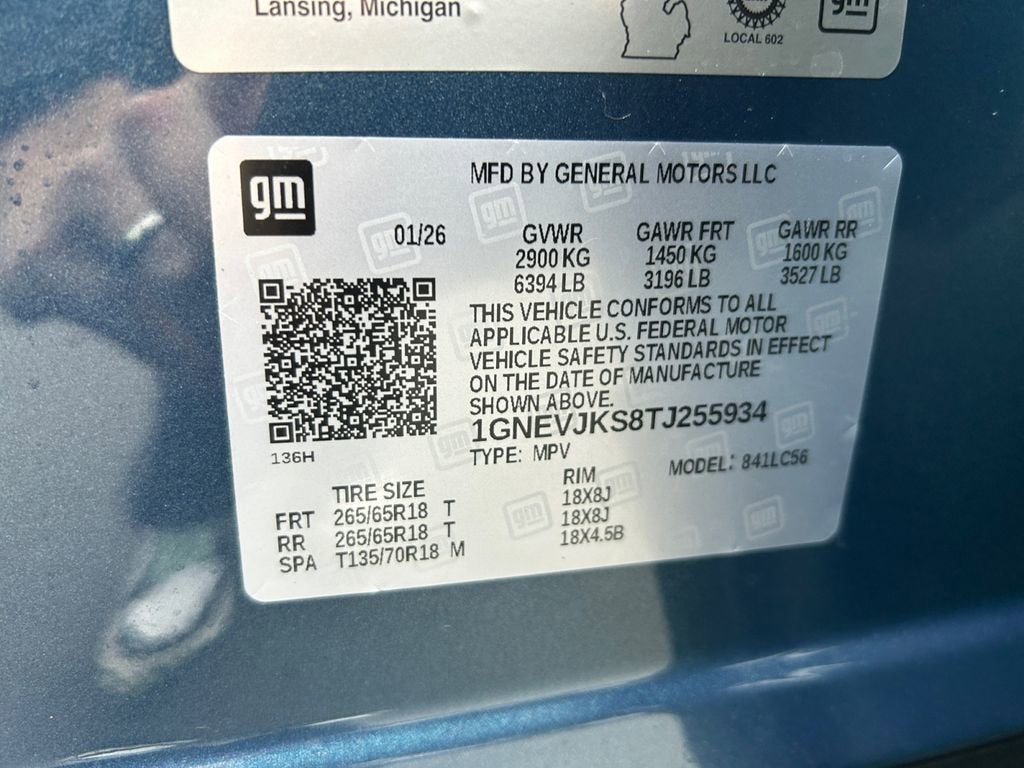 Lansing, Michigan
LOCAL 602
gm
gm
MFD BY GENERAL MOTORS LLC
01/26
GVWR GAWR FRT GAWR RR
2900 KG 1450 KG 1600 KG
6394 LB 3196 LB 3527 LB
THIS VEHICLE CONFORMS TO ALL
APPLICABLE U.S. FEDERAL MOTOR
VEHICLE SAFETY STANDARDS IN EFFECT
ON THE DATE OF MANUFACTURE
SHOWN ABOVE.
1GNEVJKS8TJ255934
136H
TYPE: MPV MODEL: 841LC56
TIRE SIZE RIM
FRT 265/65R18 T 18X8J
RR 265/65R18 T 18X8J
SPA T135/70R18 M 18X4.5B